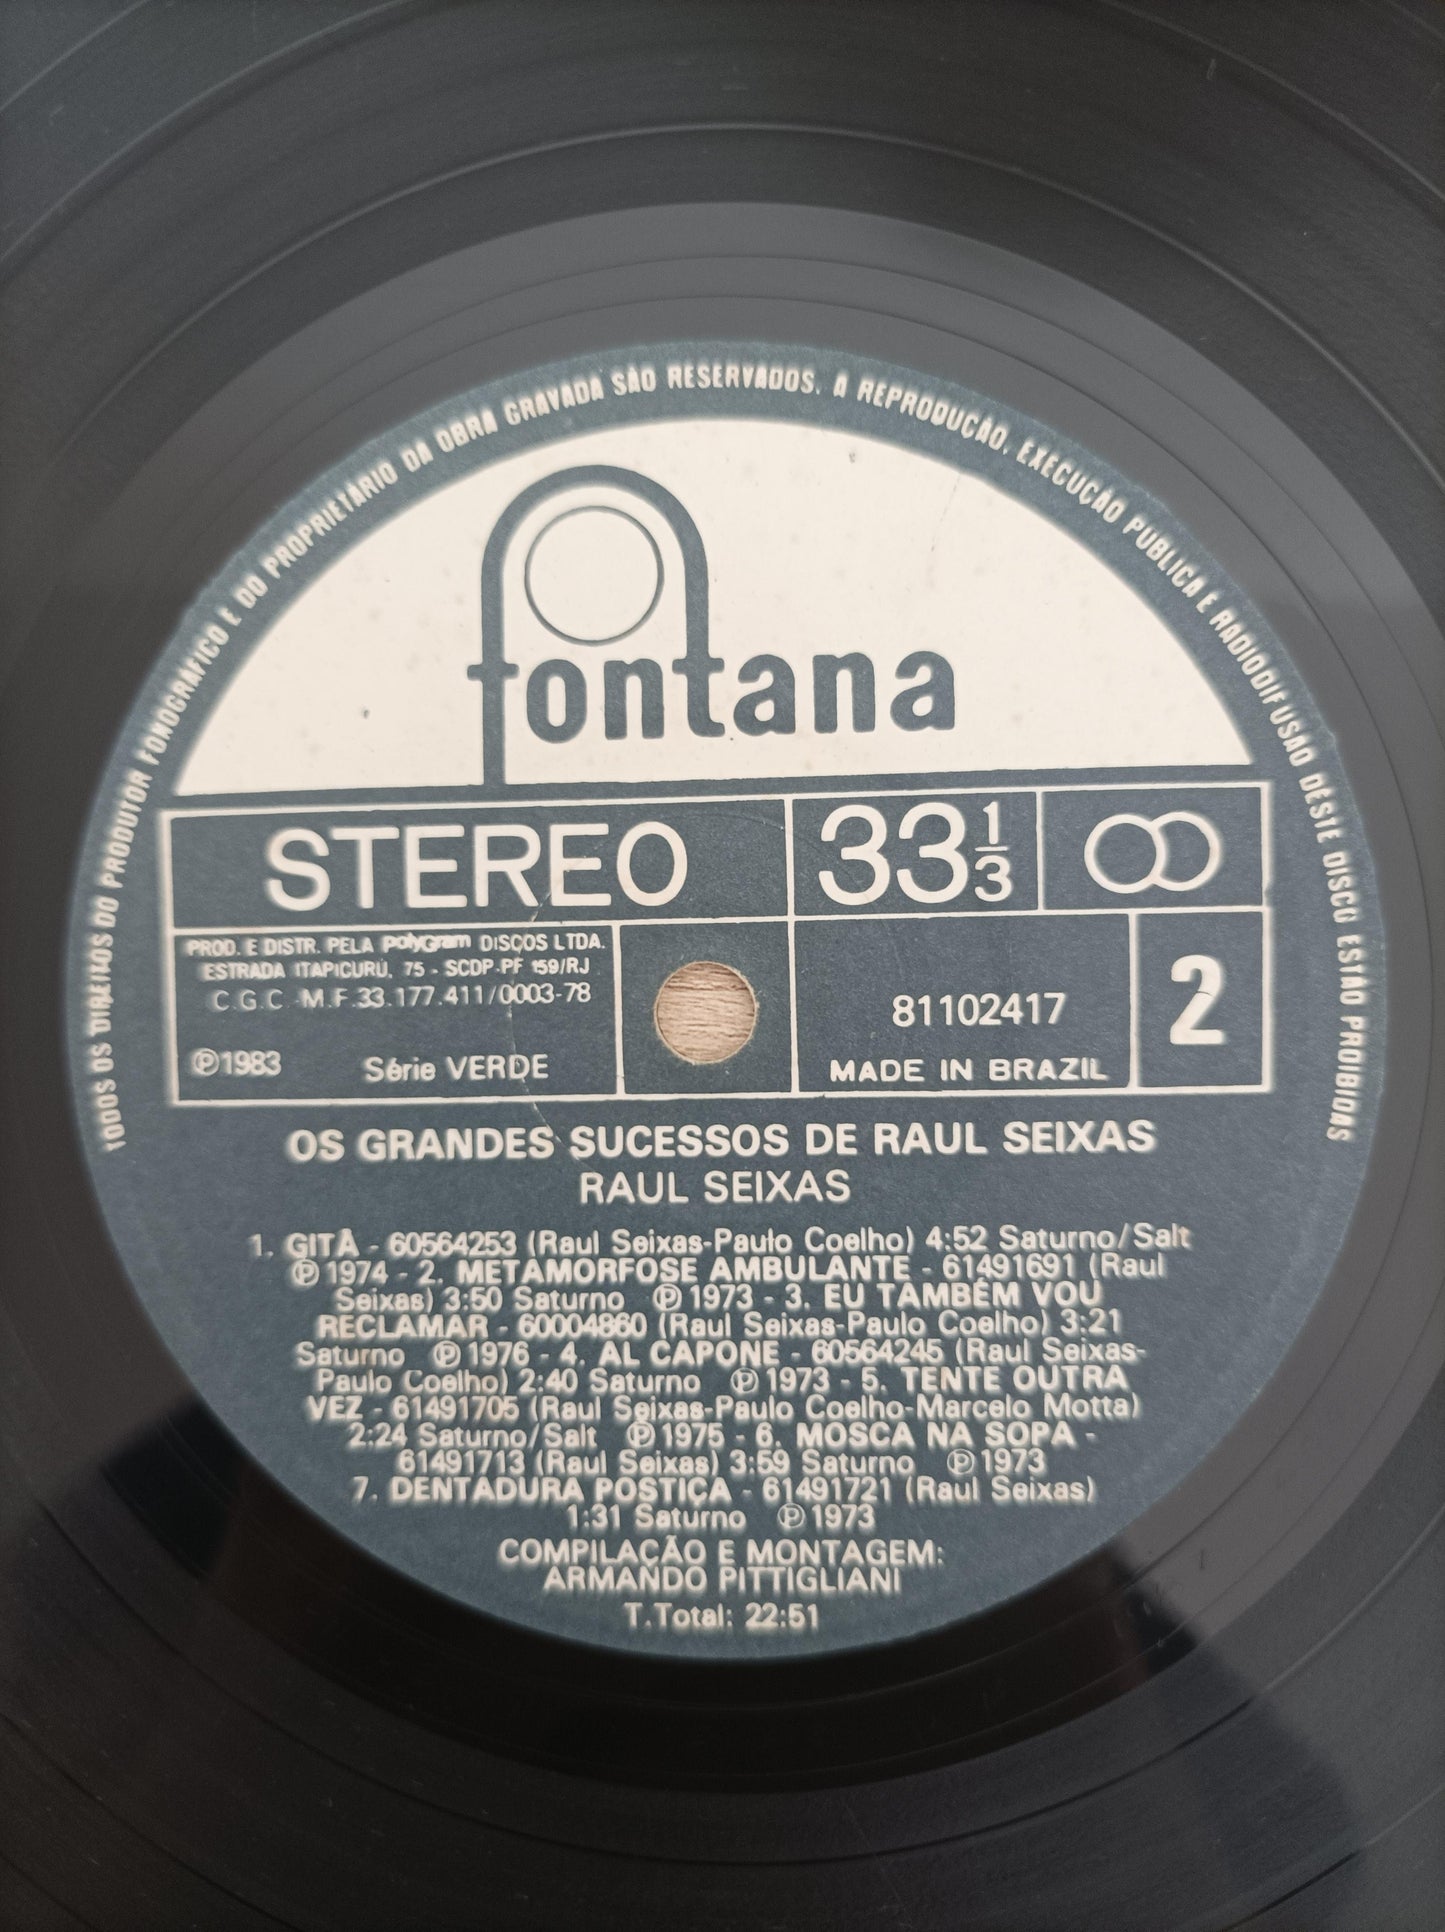 TODOS OS DIREITOS DO PRODUTOR FONOGRÁFICO E DO PROPRIETÁRIO DA OBRA GRAVADA SÃO RESERVADOS. A REPRODUÇÃO, EXECUÇÃO PÚBLICA E RADIODIFUSÃO DESTE DISCO ESTÃO PROIBIDAS
fontana
STEREO
33 1/3
PROD. E DISTR. PELA PolyGram DISCOS LTDA.
ESTRADA ITAPICURÚ, 75 - SCDP-PF 159/RJ
C.G.C.-M.F.33.177.411/0003-78
℗1983 Série VERDE
81102417
MADE IN BRAZIL
2
OS GRANDES SUCESSOS DE RAUL SEIXAS
RAUL SEIXAS
1. GITÃ - 60564253 (Raul Seixas-Paulo Coelho) 4:52 Saturno/Salt
℗1974 - 2. METAMORFOSE AMBULANTE - 61491691 (Raul
Seixas) 3:50 Saturno ℗1973 - 3. EU TAMBÉM VOU
RECLAMAR - 60004860 (Raul Seixas-Paulo Coelho) 3:21
Saturno ℗1976 - 4. AL CAPONE - 60564245 (Raul Seixas-
Paulo Coelho) 2:40 Saturno ℗1973 - 5. TENTE OUTRA
VEZ - 61491705 (Raul Seixas-Paulo Coelho-Marcelo Motta)
2:24 Saturno/Salt ℗1975 - 6. MOSCA NA SOPA -
61491713 (Raul Seixas) 3:59 Saturno ℗1973
7. DENTADURA POSTIÇA - 61491721 (Raul Seixas)
1:31 Saturno ℗1973
COMPILAÇÃO E MONTAGEM:
ARMANDO PITTIGLIANI
T.Total: 22:51